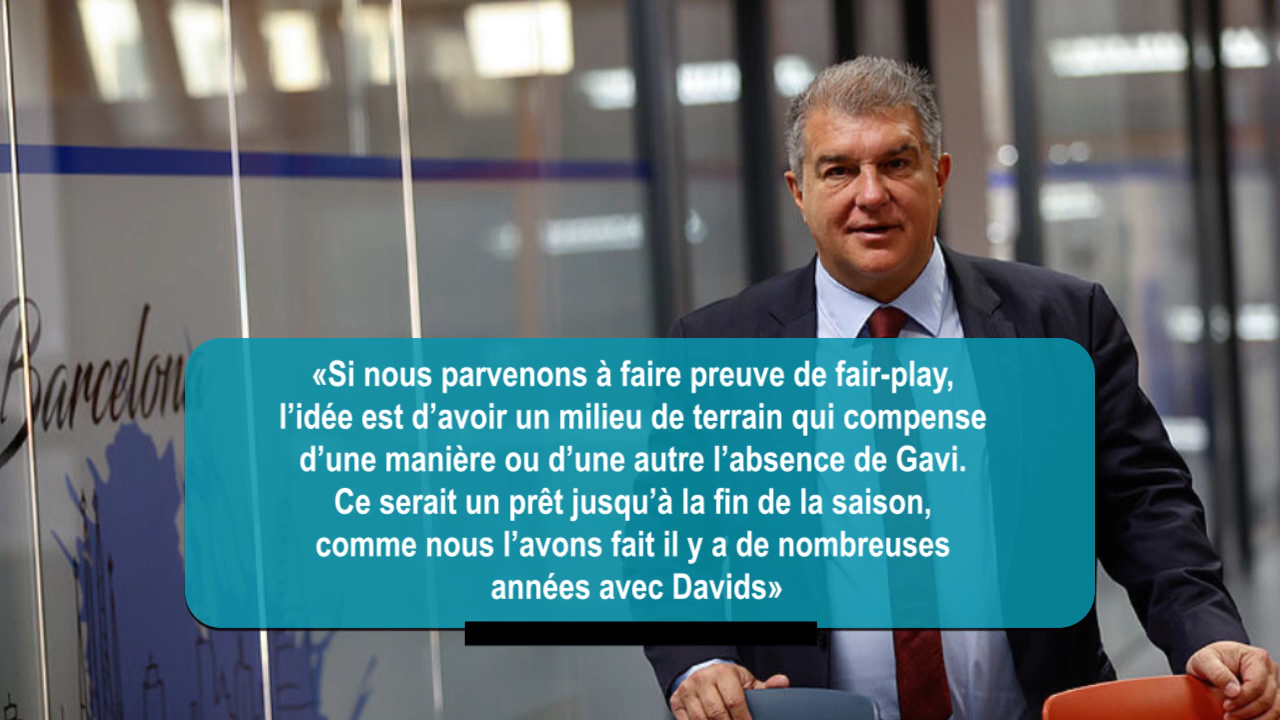 Barcelona
«Si nous parvenons à faire preuve de fair-play,
l’idée est d’avoir un milieu de terrain qui compense
d’une manière ou d’une autre l’absence de Gavi.
Ce serait un prêt jusqu’à la fin de la saison,
comme nous l’avons fait il y a de nombreuses
années avec Davids»